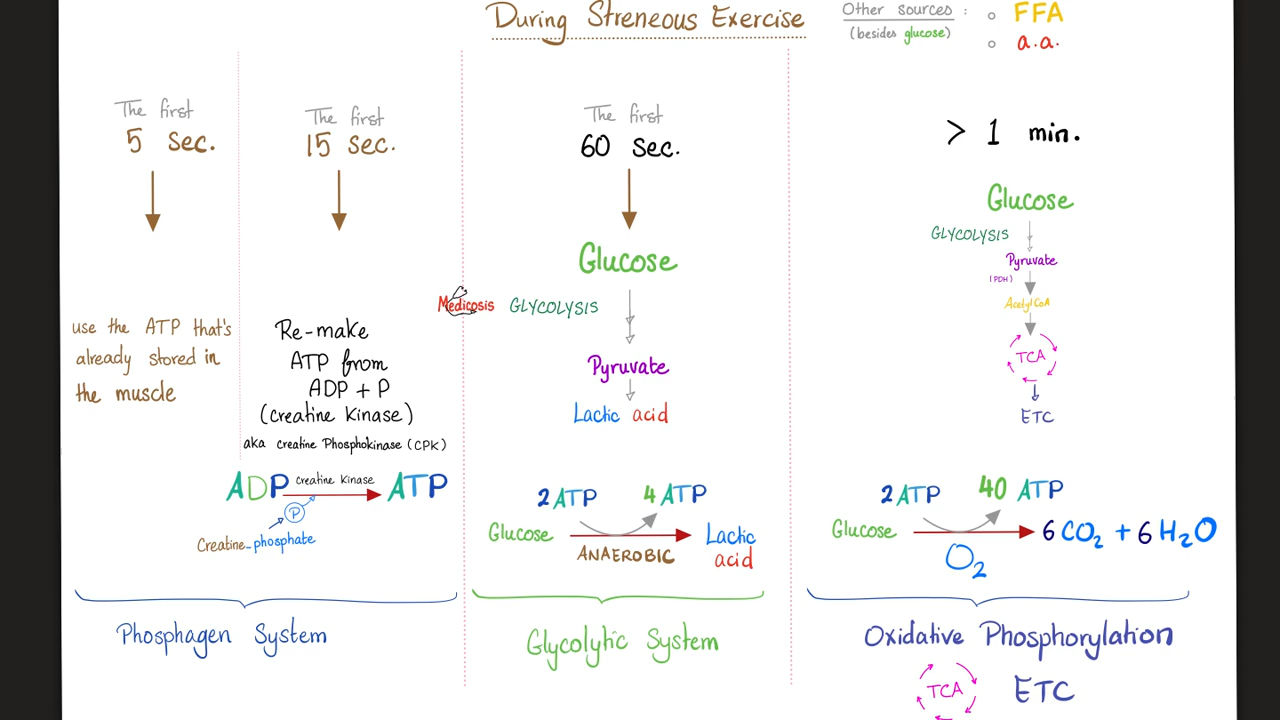 During Streneous Exercise
Other sources :
(besides glucose)
○ FFA
○ a.a.
The first
5 sec.
use the ATP that's
already stored in
the muscle
The first
15 sec.
Re-make
ATP from
ADP + P
(creatine Kinase)
aka creatine Phosphokinase (CPK)
ADP creatine Kinase ATP
P
Creatine-phosphate
Phosphagen System
The first
60 sec.
Glucose
Medicosis
GLYCOLYSIS
Pyruvate
Lactic acid
2 ATP 4 ATP
Glucose
ANAEROBIC
Lactic
acid
Glycolytic System
> 1 min.
Glucose
GLYCOLYSIS
Pyruvate
(PDH)
Acetyl CoA
TCA
ETC
2 ATP 40 ATP
Glucose 6 CO2 + 6 H2O
O2
Oxidative Phosphorylation
TCA ETC